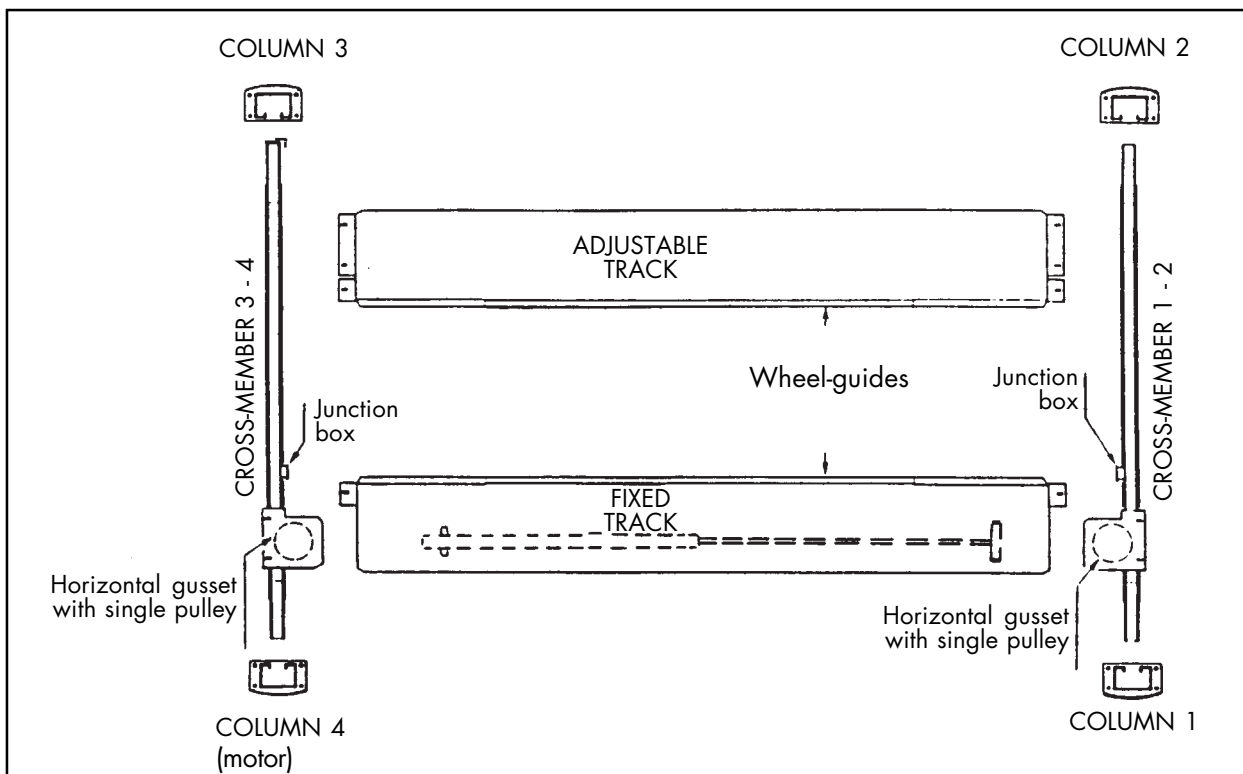 COLUMN 3
COLUMN 2
ADJUSTABLE
TRACK
CROSS-MEMBER 3 - 4
CROSS-MEMBER 1 - 2
Wheel-guides
Junction
box
Junction
box
FIXED
TRACK
Horizontal gusset
with single pulley
Horizontal gusset
with single pulley
COLUMN 4
(motor)
COLUMN 1